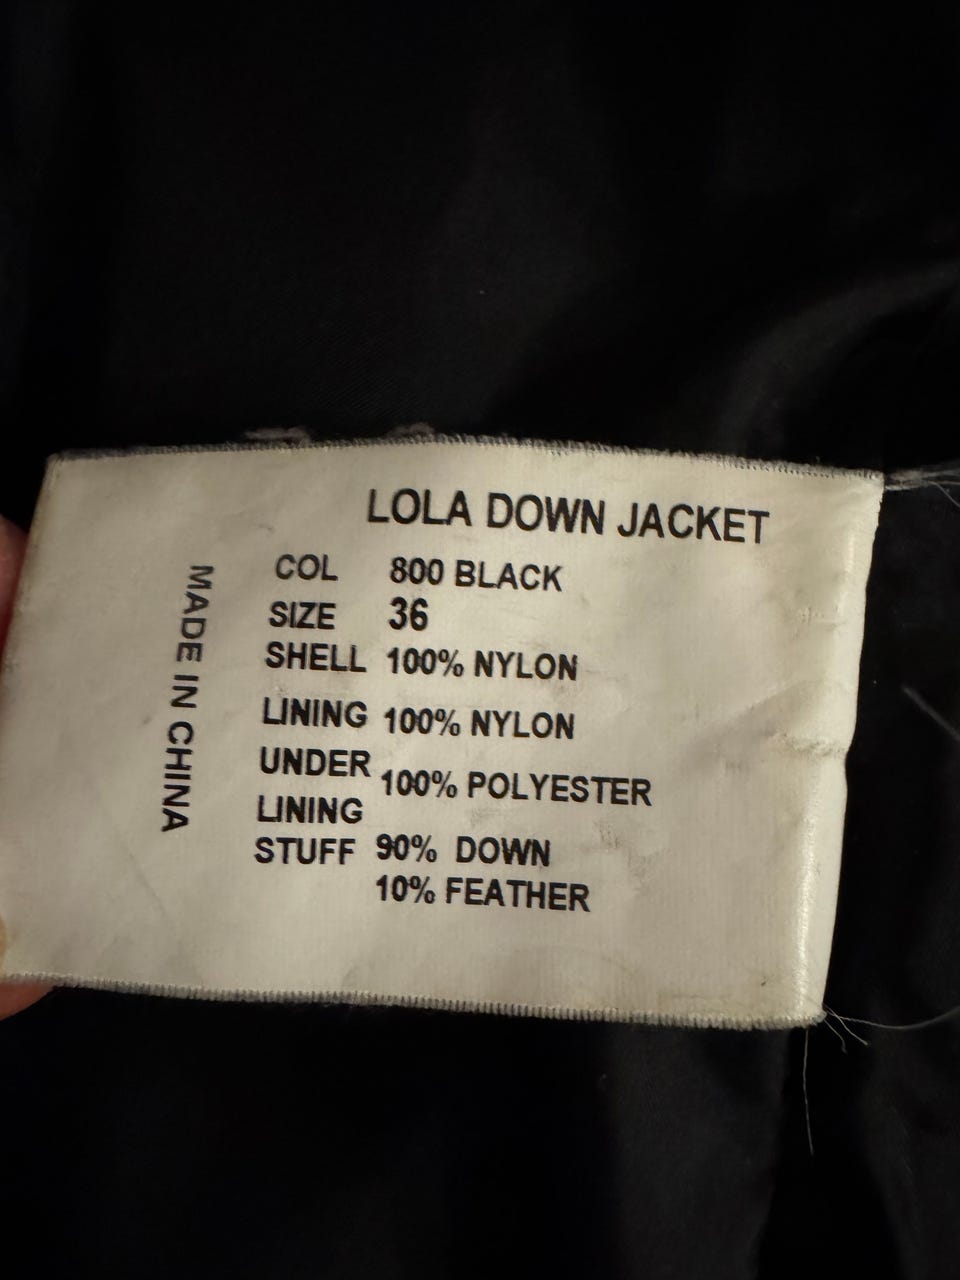 LOLA DOWN JACKET
COL 800 BLACK
SIZE 36
SHELL 100% NYLON
LINING 100% NYLON
UNDER LINING 100% POLYESTER
STUFF 90% DOWN
10% FEATHER
MADE IN CHINA